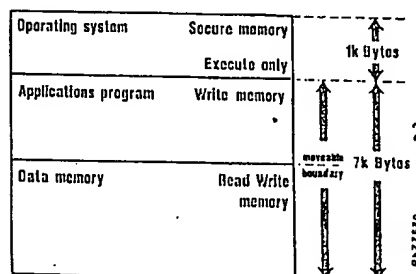 Operating system Secure memory
Execute only
1k Bytes
Applications program Write memory
moveable
boundary
7k Bytes
Data memory Read Write
memory